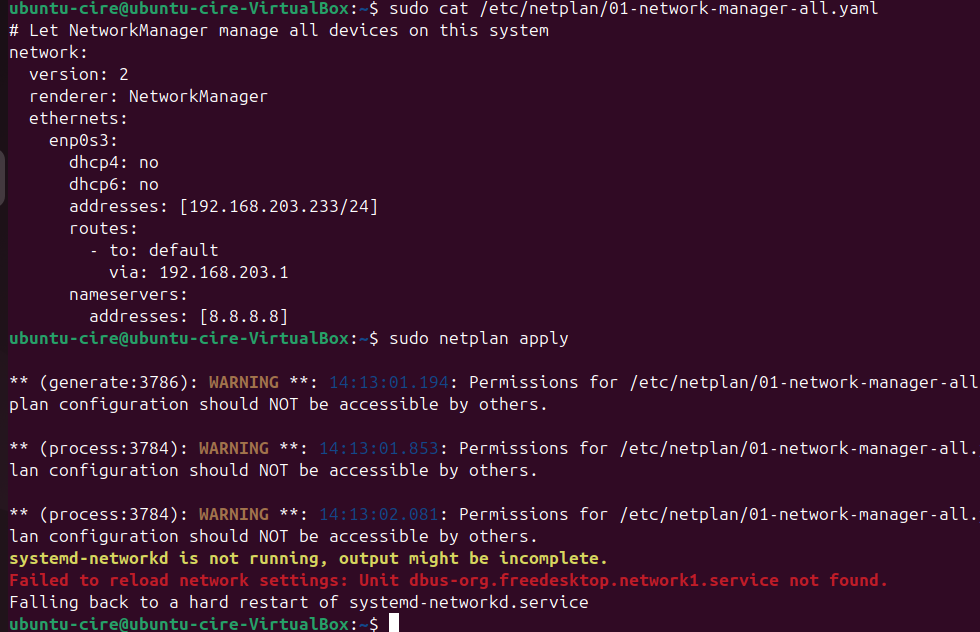 ubuntu-cire@ubuntu-cire-VirtualBox:~$ sudo cat /etc/netplan/01-network-manager-all.yaml
# Let NetworkManager manage all devices on this system
network:
  version: 2
  renderer: NetworkManager
  ethernets:
    enp0s3:
      dhcp4: no
      dhcp6: no
      addresses: [192.168.203.233/24]
      routes:
        - to: default
          via: 192.168.203.1
      nameservers:
        addresses: [8.8.8.8]
ubuntu-cire@ubuntu-cire-VirtualBox:~$ sudo netplan apply

** (generate:3786): WARNING **: 14:13:01.194: Permissions for /etc/netplan/01-network-manager-all
plan configuration should NOT be accessible by others.

** (process:3784): WARNING **: 14:13:01.853: Permissions for /etc/netplan/01-network-manager-all.
lan configuration should NOT be accessible by others.

** (process:3784): WARNING **: 14:13:02.081: Permissions for /etc/netplan/01-network-manager-all.
lan configuration should NOT be accessible by others.
systemd-networkd is not running, output might be incomplete.
Failed to reload network settings: Unit dbus-org.freedesktop.network1.service not found.
Falling back to a hard restart of systemd-networkd.service
ubuntu-cire@ubuntu-cire-VirtualBox:~$